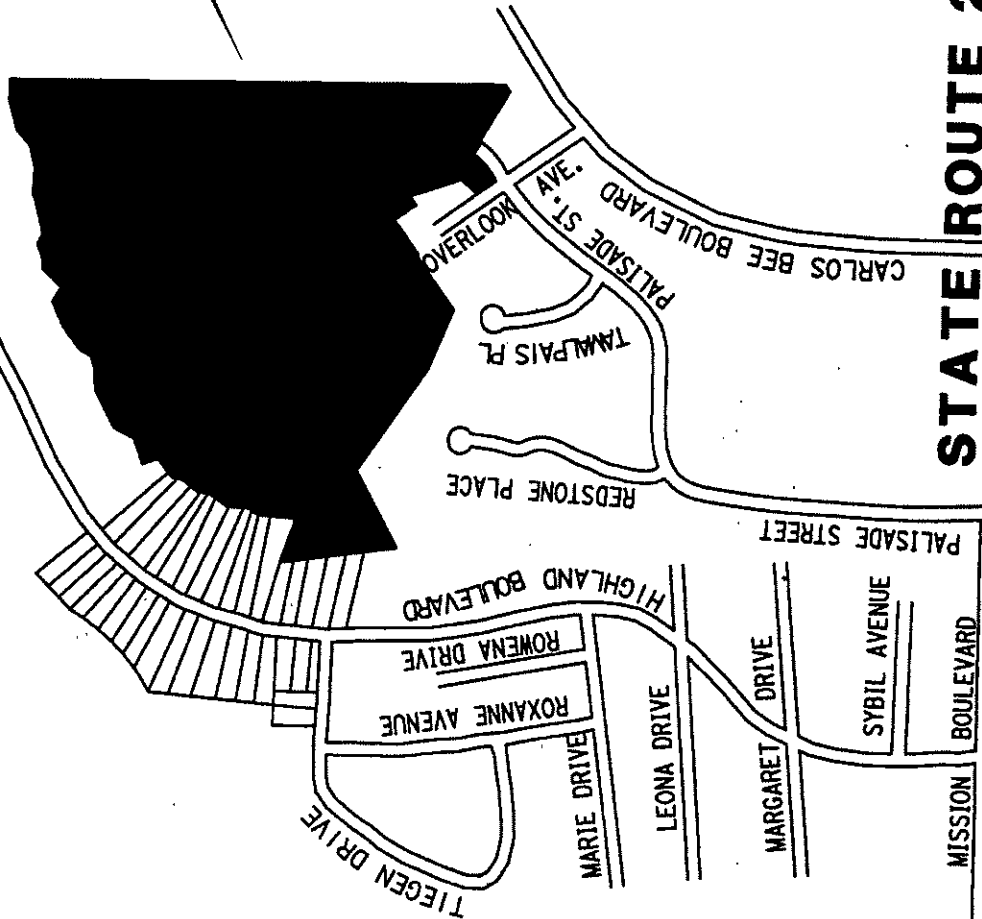 STATE ROUTE
OVERLOOK AVE.
PALISADE ST.
CARLOS BEE BOULEVARD
TAMALPAIS PL
REDSTONE PLACE
PALISADE STREET
HIGHLAND BOULEVARD
ROWENA DRIVE
ROXANNE AVENUE
TIEGEN DRIVE
MARIE DRIVE
LEONA DRIVE
MARGARET DRIVE
SYBIL AVENUE
MISSION BOULEVARD